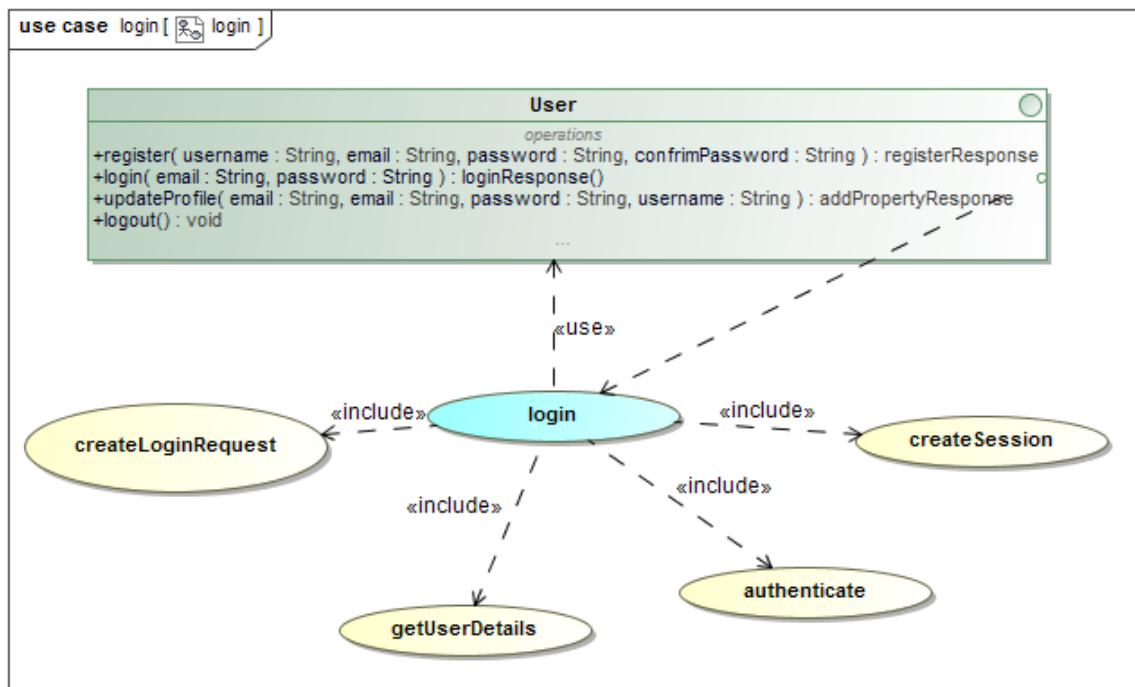 use case login [ login ]
User
operations
+register( username : String, email : String, password : String, confrimPassword : String ) : registerResponse
+login( email : String, password : String ) : loginResponse()
+updateProfile( email : String, email : String, password : String, username : String ) : addPropertyResponse
+logout() : void
...
«use»
«include»
login
«include»
createLoginRequest
createSession
«include»
«include»
authenticate
getUserDetails